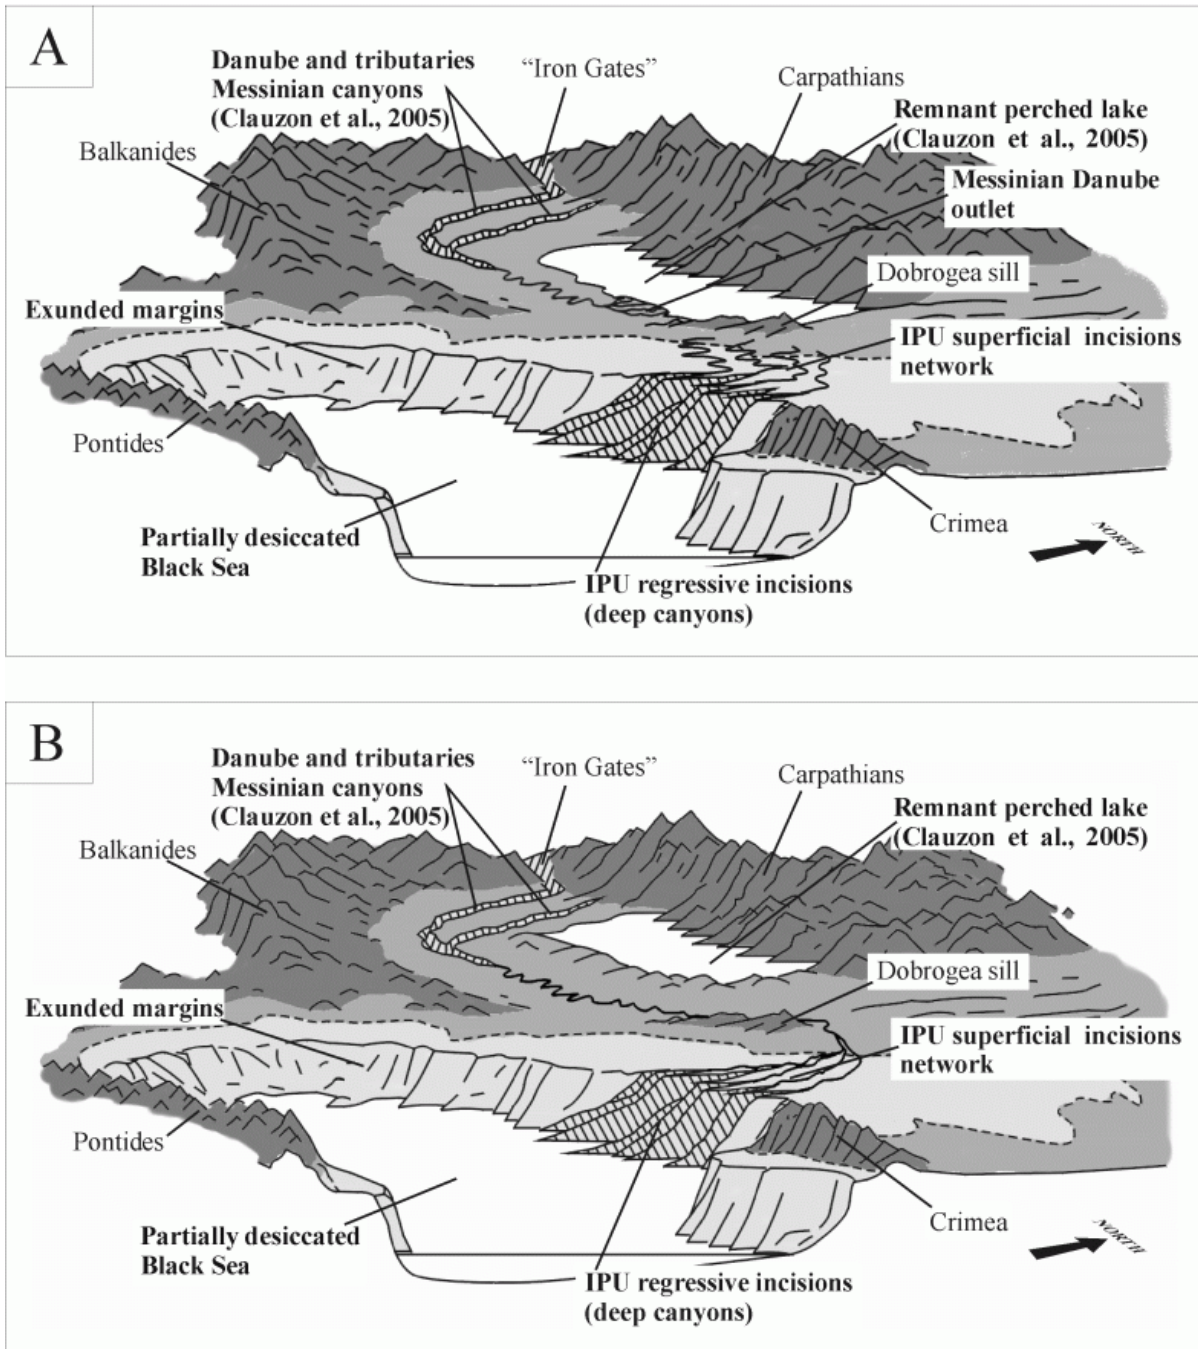 A
Danube and tributaries
Messinian canyons
(Clauzon et al., 2005)
“Iron Gates”
Carpathians
Remnant perched lake
(Clauzon et al., 2005)
Balkanides
Messinian Danube
outlet
Dobrogea sill
Exunded margins
IPU superficial incisions
network
Pontides
Crimea
Partially desiccated
Black Sea
NORTH
IPU regressive incisions
(deep canyons)
B
Danube and tributaries
Messinian canyons
(Clauzon et al., 2005)
“Iron Gates”
Carpathians
Remnant perched lake
(Clauzon et al., 2005)
Balkanides
Dobrogea sill
Exunded margins
IPU superficial incisions
network
Pontides
Crimea
Partially desiccated
Black Sea
NORTH
IPU regressive incisions
(deep canyons)